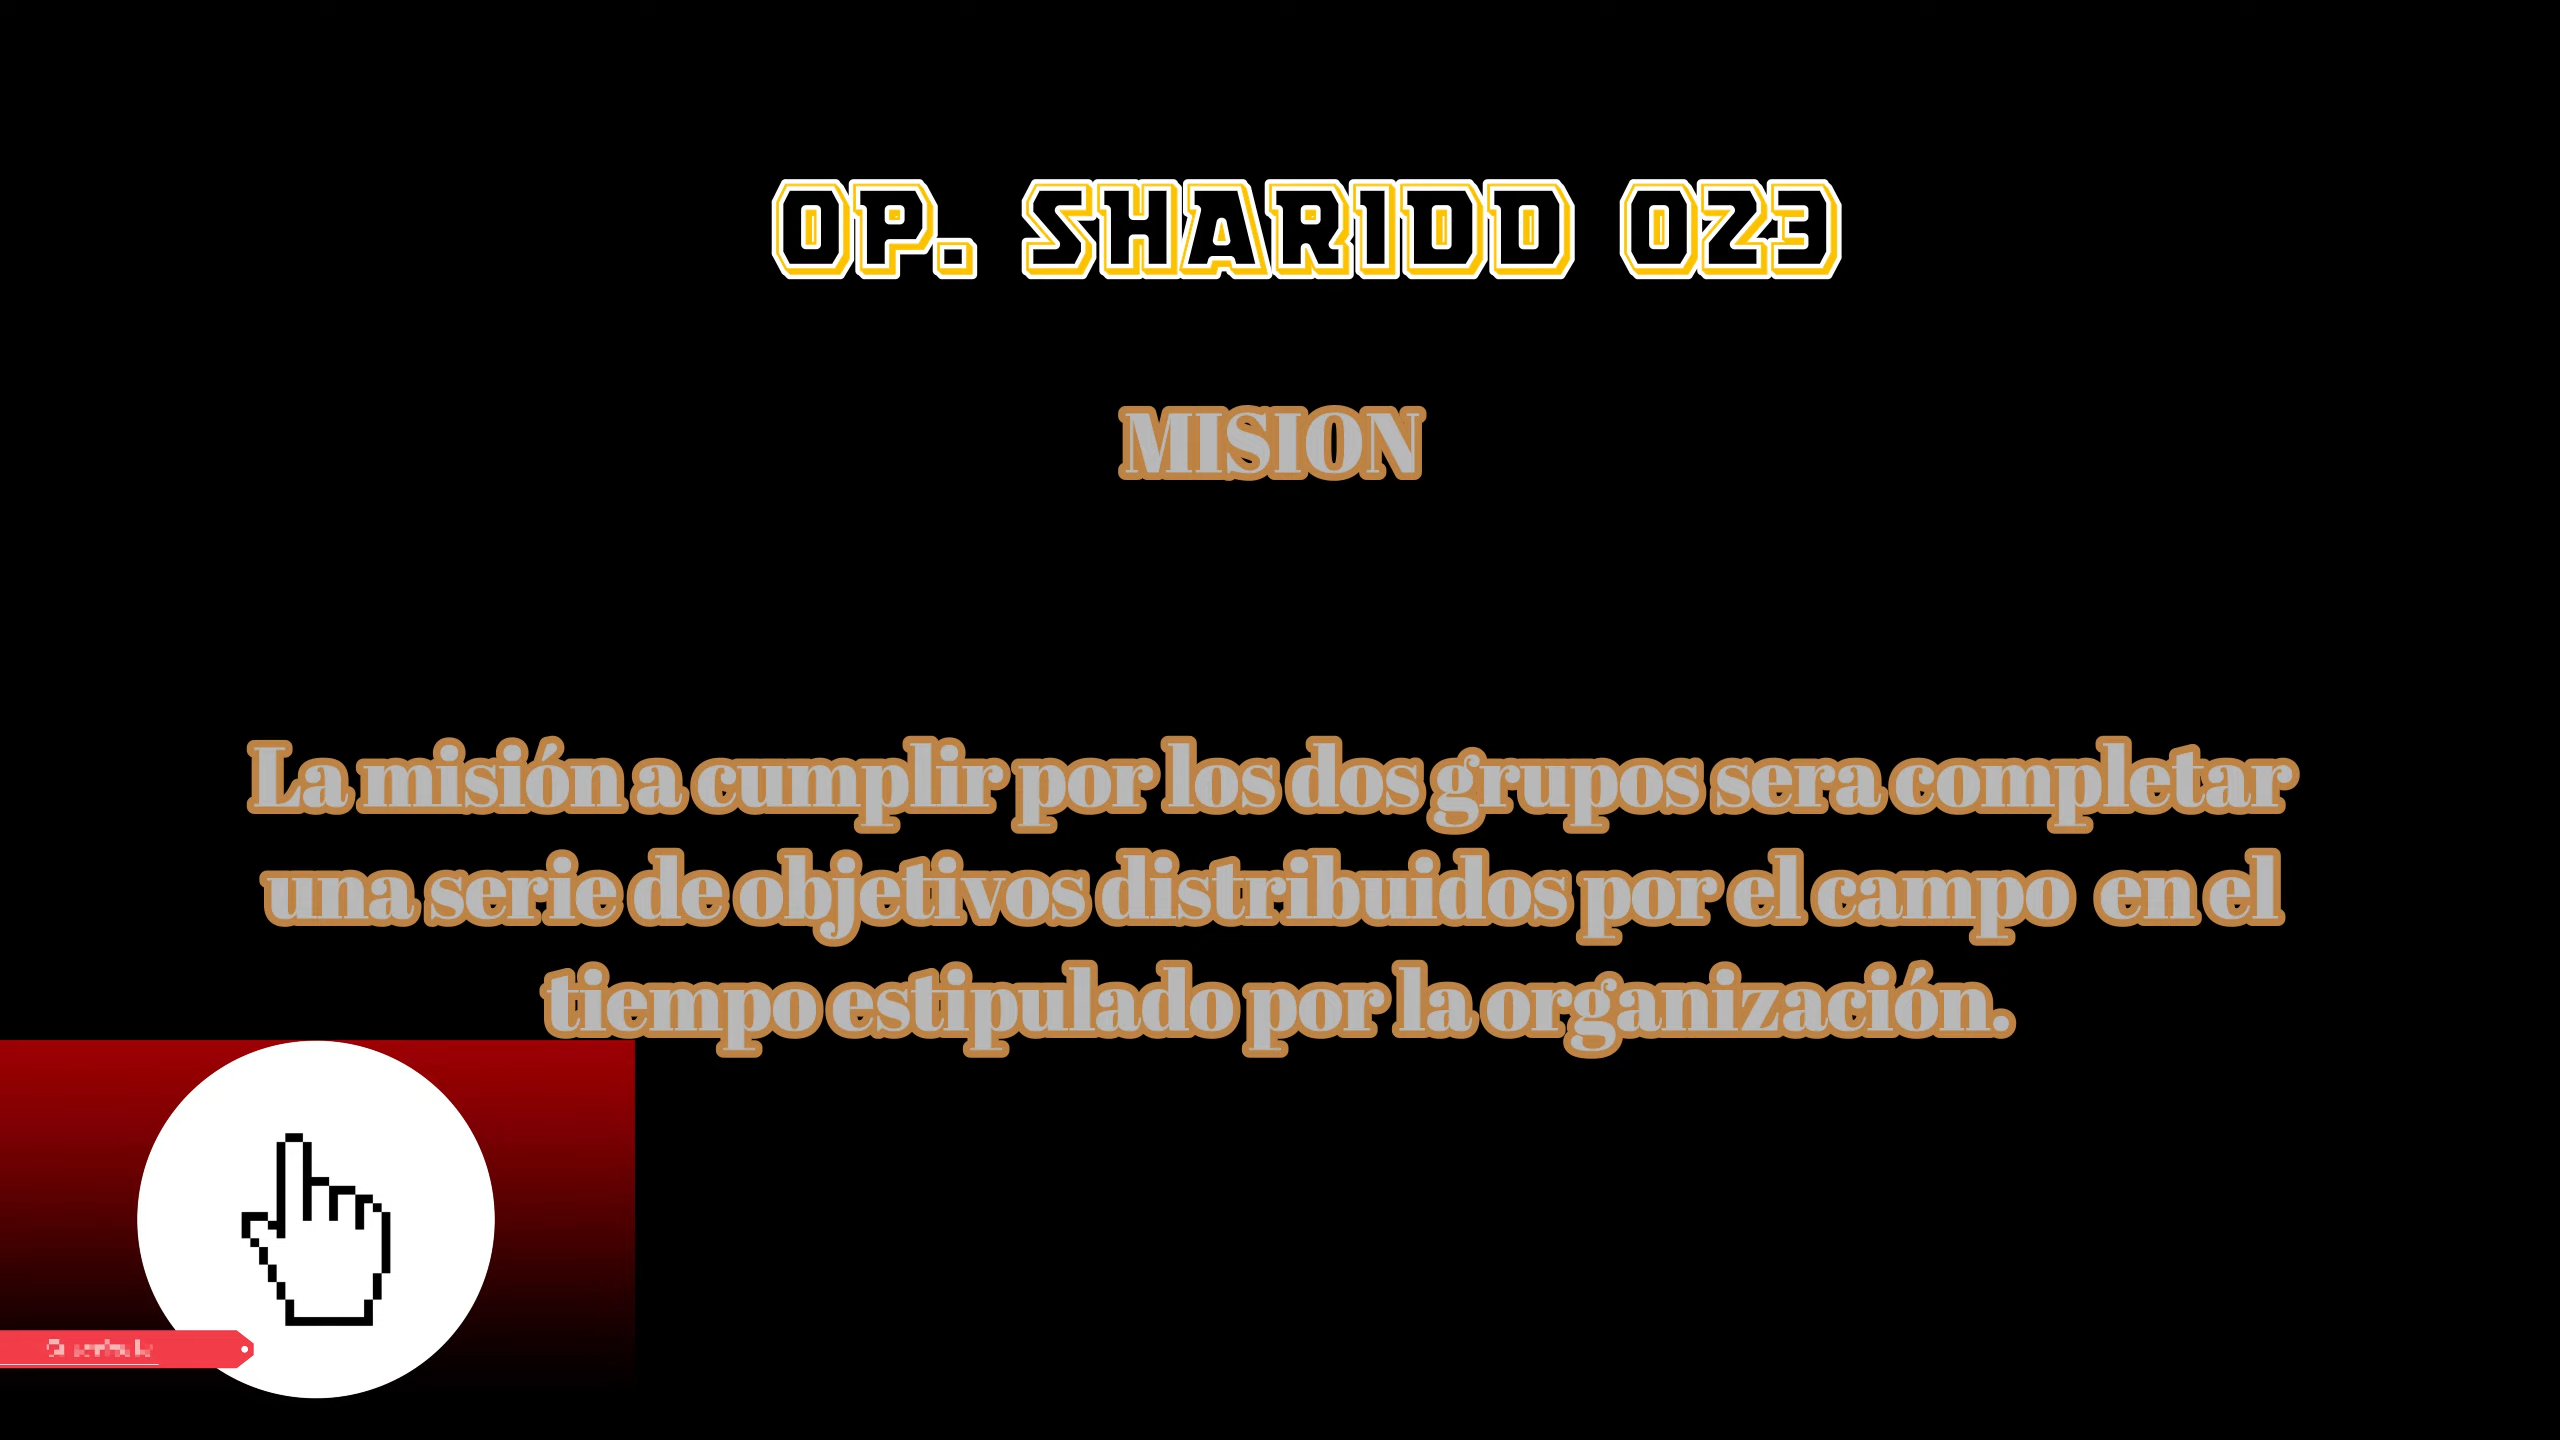 OP. SHARIDD 023
MISION
La misión a cumplir por los dos grupos sera completar
una serie de objetivos distribuidos por el campo en el
tiempo estipulado por la organización.